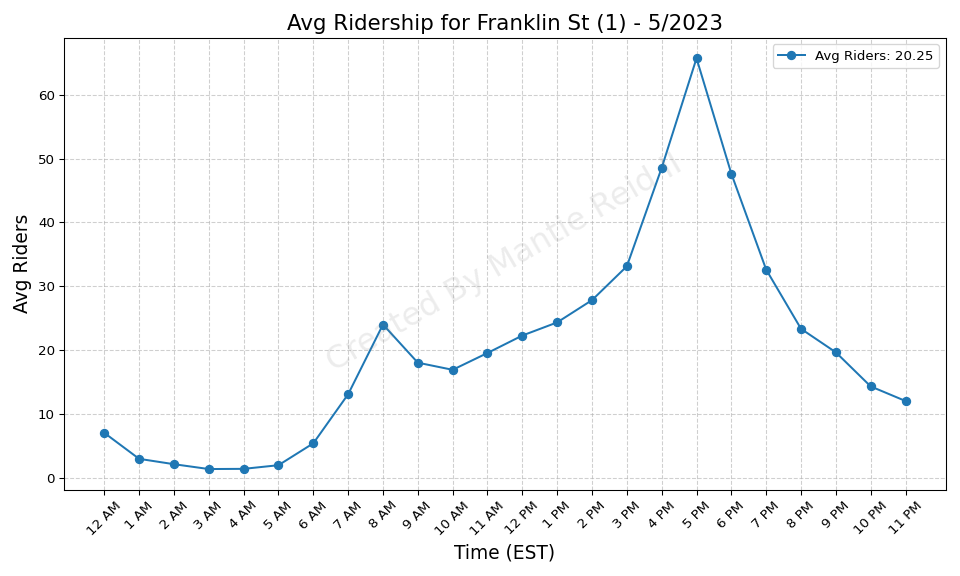 Avg Ridership for Franklin St (1) - 5/2023
Avg Riders: 20.25
Avg Riders
60
50
40
30
20
10
0
Created By Mantie Reid II
12 AM
1 AM
2 AM
3 AM
4 AM
5 AM
6 AM
7 AM
8 AM
9 AM
10 AM
11 AM
12 PM
1 PM
2 PM
3 PM
4 PM
5 PM
6 PM
7 PM
8 PM
9 PM
10 PM
11 PM
Time (EST)